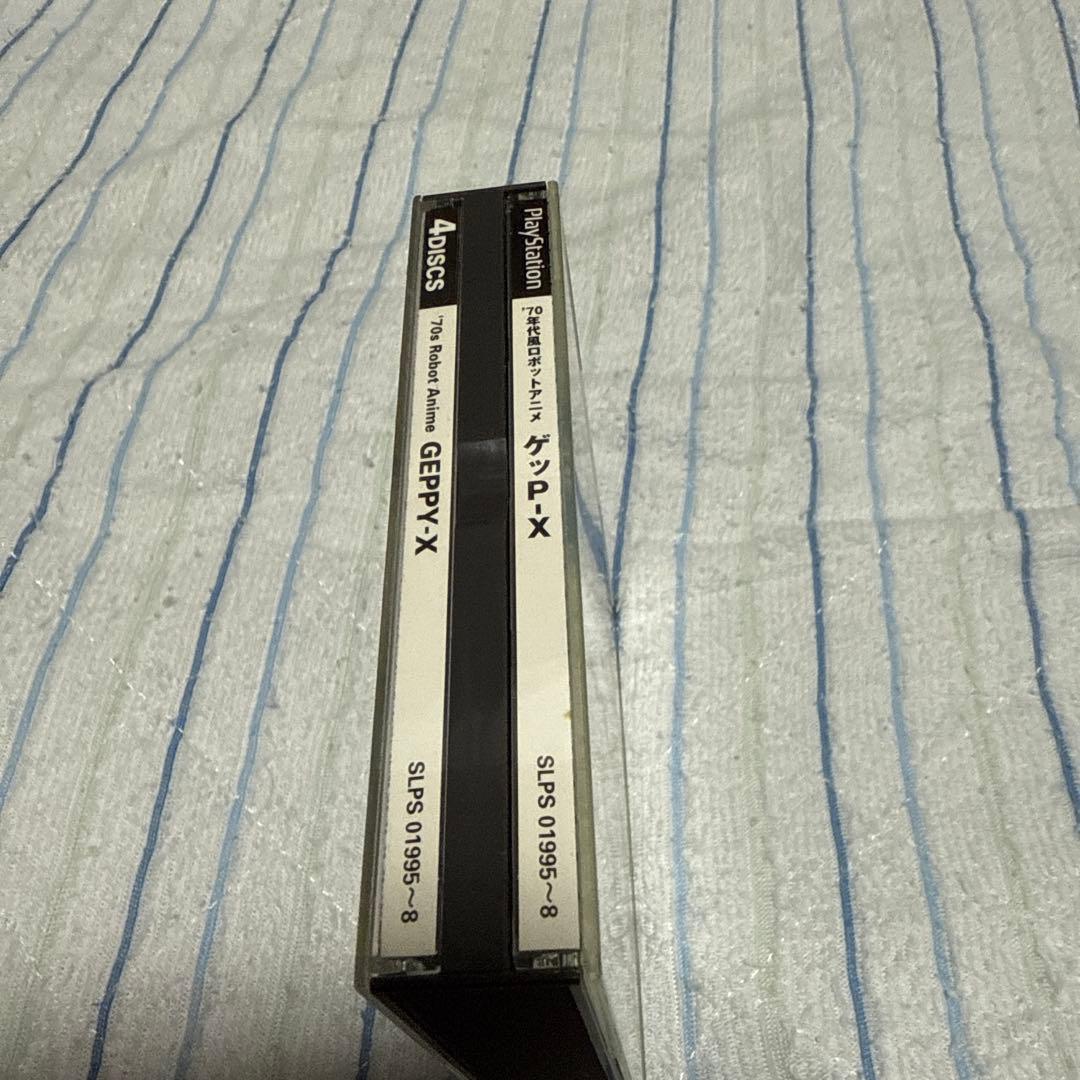 4DISCS
'70s Robot Anime GEPPY-X
SLPS 01995～8
PlayStation
'70年代風ロボットアニメ ゲッP-X
SLPS 01995～8